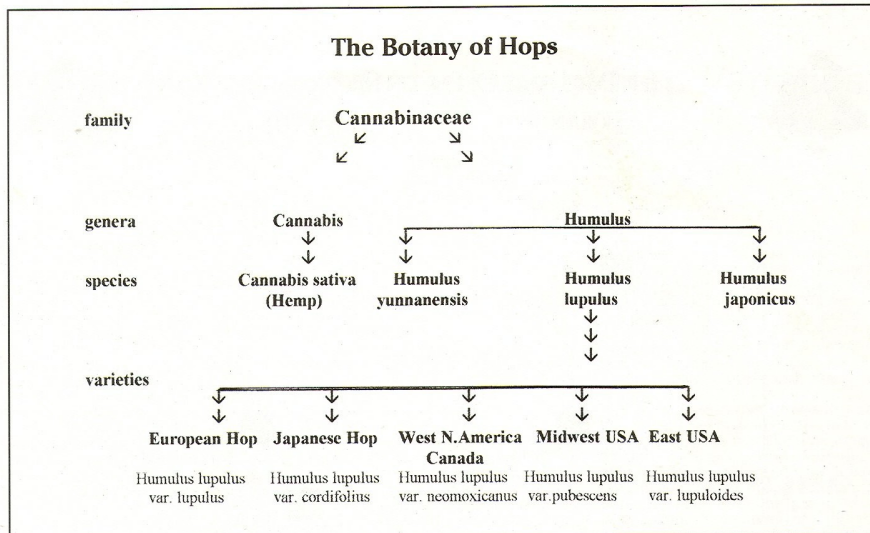 The Botany of Hops
family
Cannabinaceae
genera
Cannabis
Humulus
species
Cannabis sativa
(Hemp)
Humulus
yunnanensis
Humulus
lupulus
Humulus
japonicus
varieties
European Hop
Japanese Hop
West N.America
Canada
Midwest USA
East USA
Humulus lupulus
var. lupulus
Humulus lupulus
var. cordifolius
Humulus lupulus
var. neomoxicanus
Humulus lupulus
var.pubescens
Humulus lupulus
var. lupuloides